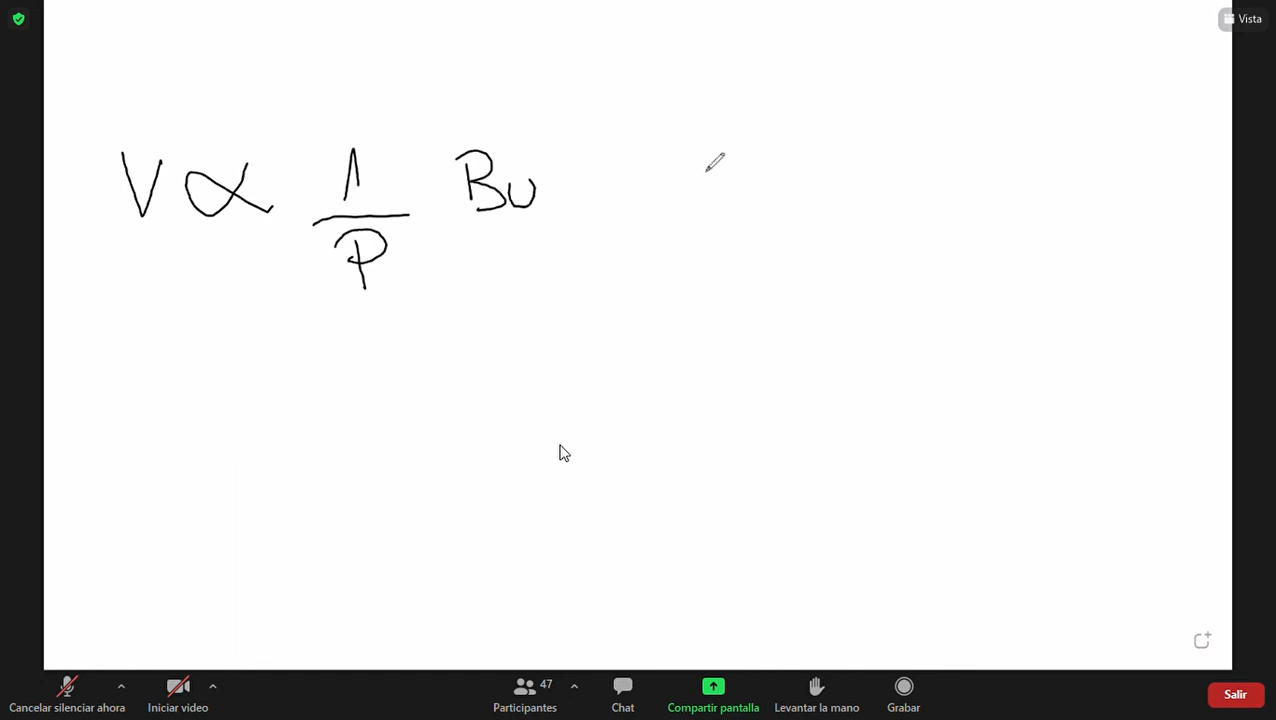 Vista
V ∝ 1/P Bu
Cancelar silenciar ahora
Iniciar video
47
Participantes
Chat
Compartir pantalla
Levantar la mano
Grabar
Salir